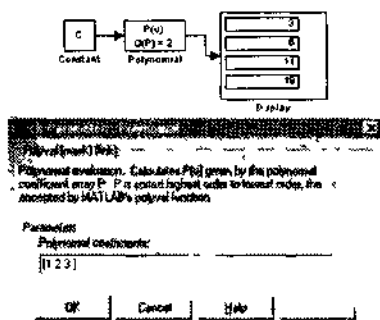 C
P(u)
O(P) = 2
3
6
11
18
Constant
Polynomial
Display
Polyval (mask) (link)
Polynomial evaluation. Calculates P(u) given by the polynomial
coefficient array P. P is sorted highest order to lowest order, the
accepted by MATLAB's polyval function.
Parameters
Polynomial coefficients:
[1 2 3]
OK Cancel Help